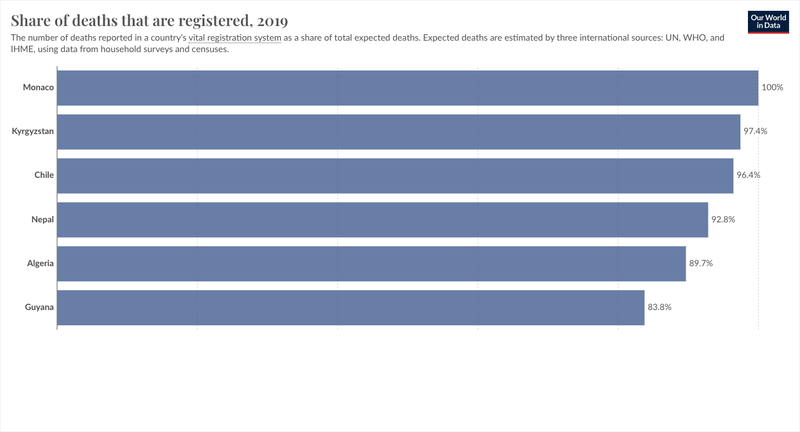 Share of deaths that are registered, 2019
Our World
in Data
The number of deaths reported in a country's vital registration system as a share of total expected deaths. Expected deaths are estimated by three international sources: UN, WHO, and
IHME, using data from household surveys and censuses.
Monaco 100%
Kyrgyzstan 97.4%
Chile 96.4%
Nepal 92.8%
Algeria 89.7%
Guyana 83.8%